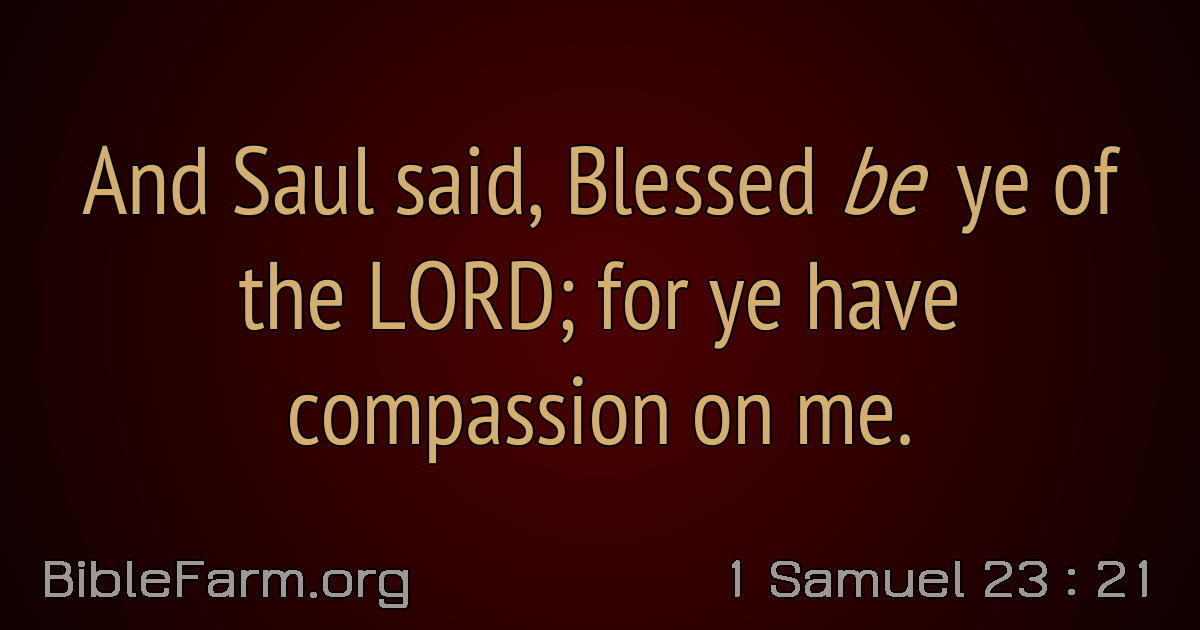 And Saul said, Blessed be ye of
the LORD; for ye have
compassion on me.
BibleFarm.org
1 Samuel 23 : 21